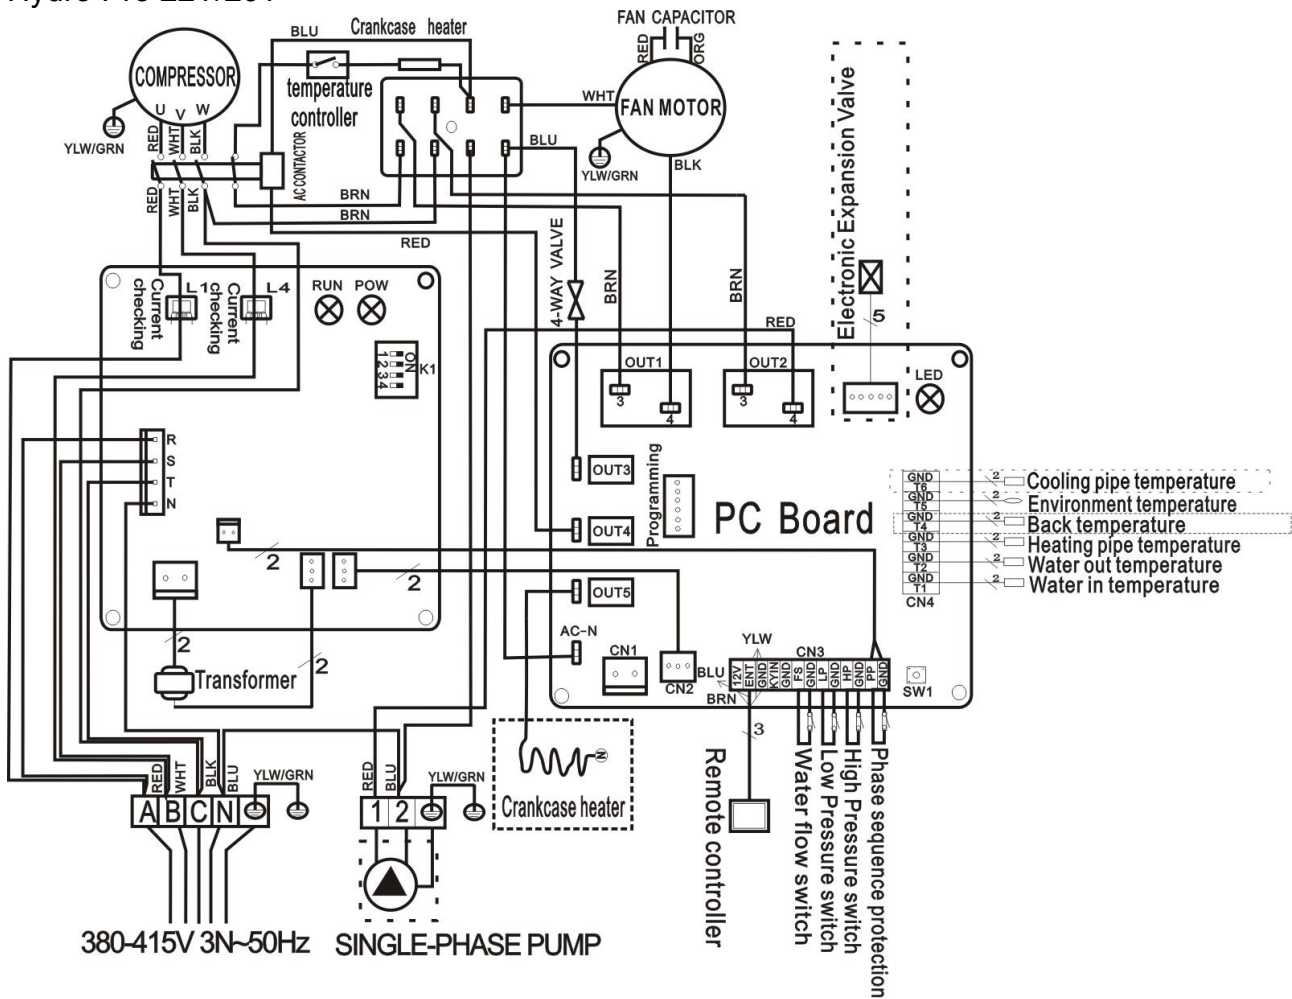 BLU
Crankcase heater
FAN CAPACITOR
RED
ORG
COMPRESSOR
U V W
temperature
controller
WHT
FAN MOTOR
Electronic Expansion Valve
YLW/GRN
RED
WHT
BLK
AC CONTACTOR
BLU
YLW/GRN
BLK
RED
WHT
BLK
BRN
BRN
RED
4-WAY VALVE
BRN
BRN
Current
checking
L1
Current
checking
L4
RUN POW
RED
5
1
2
3
4
ON
K1
OUT1
3
4
OUT2
3
4
LED
R
S
T
N
OUT3
Programming
PC Board
OUT4
GND
T6
GND
T5
GND
T4
GND
T3
GND
T2
GND
T1
CN4
2 Cooling pipe temperature
2 Environment temperature
2 Back temperature
2 Heating pipe temperature
2 Water out temperature
2 Water in temperature
2
2
OUT5
AC-N
2
Transformer
2
CN1
CN2
YLW
BLU
BRN
CN3
12V
ENT
GND
KYIN
GND
FS
GND
LP
GND
HP
GND
PP
GND
SW1
3
RED
WHT
BLK
BLU
YLW/GRN
A B C N
RED
BLU
YLW/GRN
1 2
N
Crankcase heater
Remote controller
Water flow switch
Low Pressure switch
High Pressure switch
Phase sequence protection
380-415V 3N~50Hz
SINGLE-PHASE PUMP